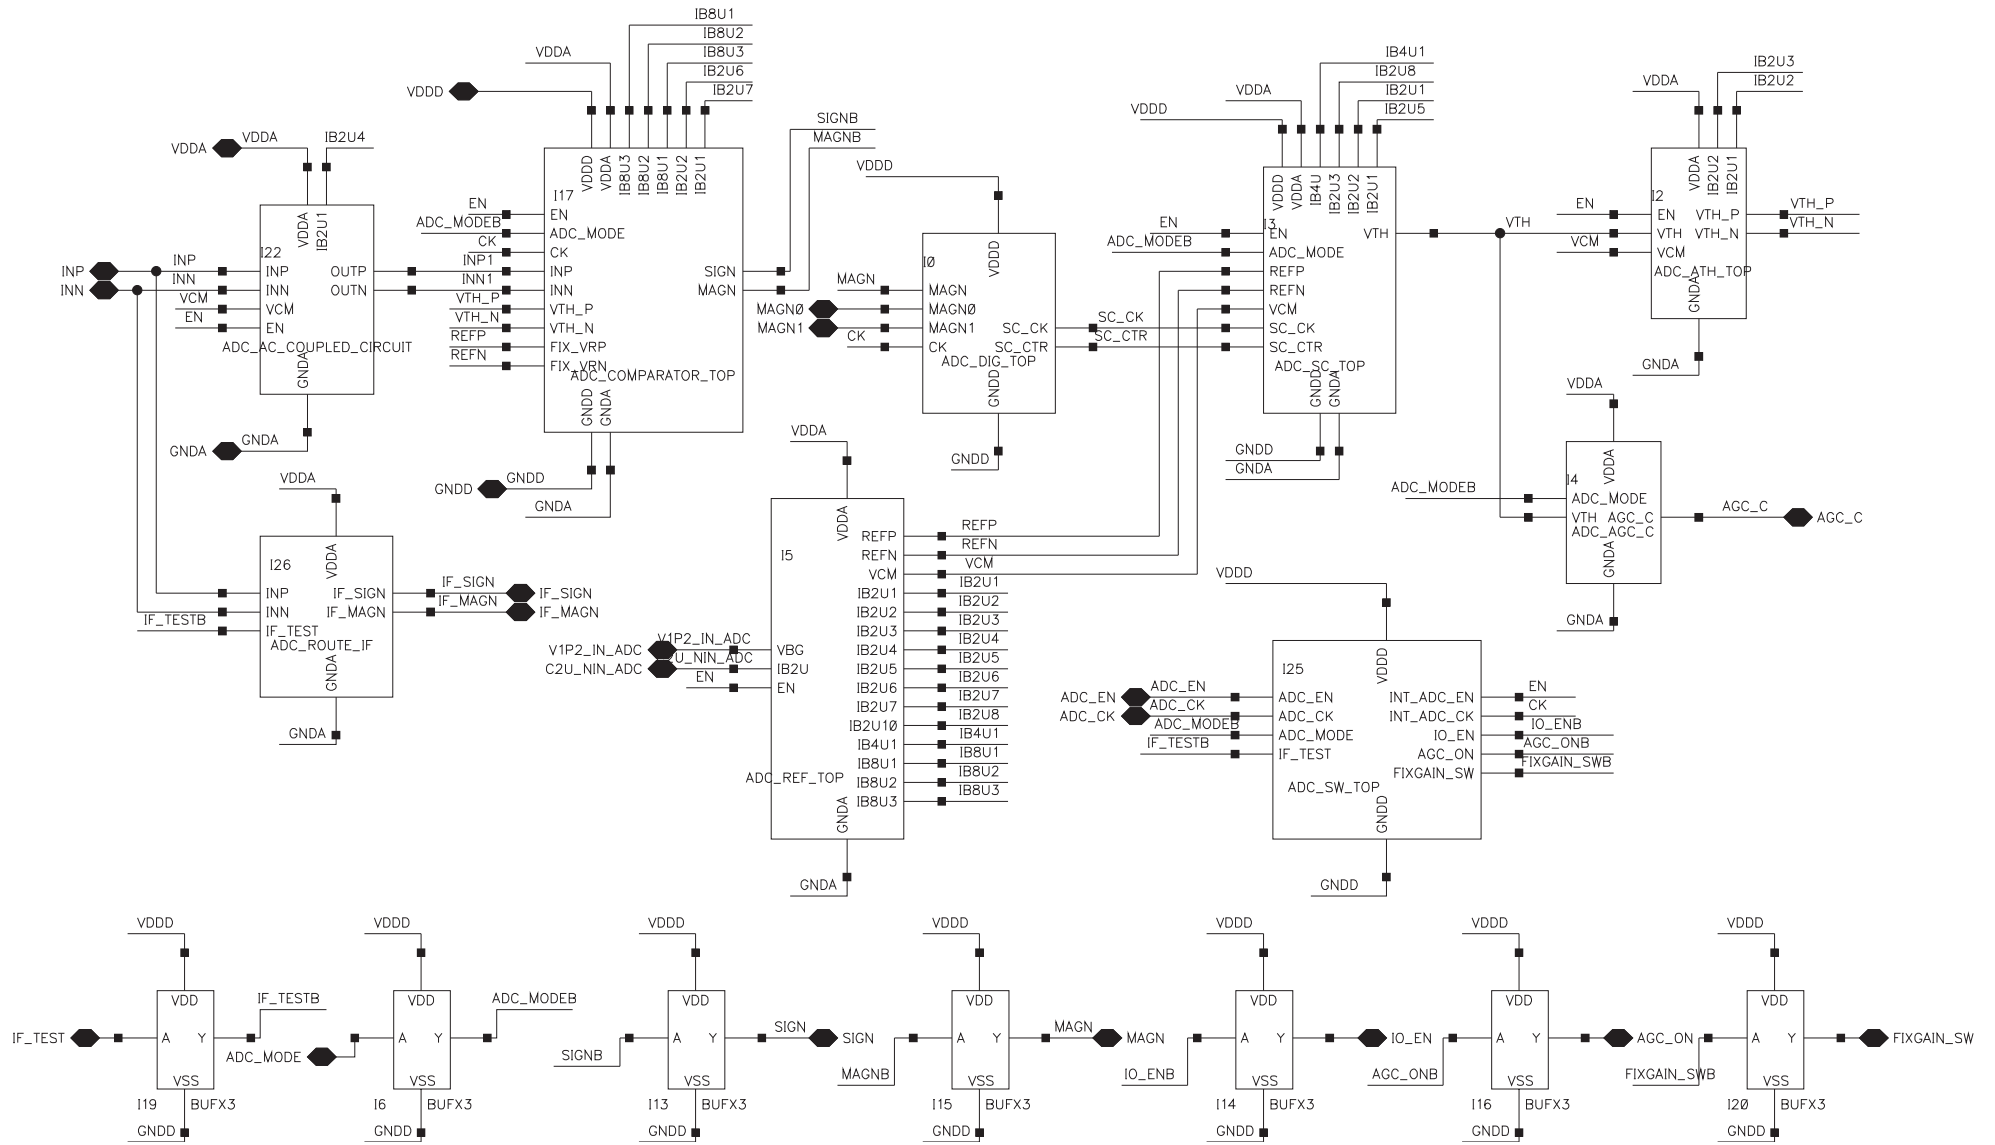 IB8U1
IB8U2
IB8U3
IB2U6
IB2U7
VDDA
VDDD
VDDD
VDDA
IB8U3
IB8U2
IB8U1
IB2U2
IB2U1
I17
EN
EN
ADC_MODEB
ADC_MODE
CK
CK
INP1
INP
INN1
INN
VTH_P
VTH_P
VTH_N
VTH_N
REFP
FIX_VRP
REFN
FIX_VRN
SIGN
MAGN
SIGNB
MAGNB
ADC_COMPARATOR_TOP
GNDD
GNDA
GNDD
GNDD
GNDA
VDDA
VDDA
IB2U4
VDDA
IB2U1
I22
INP
INP
INP
INN
INN
INN
VCM
VCM
EN
EN
OUTP
OUTN
ADC_AC_COUPLED_CIRCUIT
GNDA
GNDA
GNDA
VDDA
VDDA
I26
INP
INN
IF_TESTB
IF_TEST
IF_SIGN
IF_MAGN
IF_SIGN
IF_MAGN
IF_SIGN
IF_MAGN
ADC_ROUTE_IF
GNDA
GNDA
VDDD
VDDD
I0
MAGN
MAGN
MAGN0
MAGN0
MAGN1
MAGN1
CK
CK
SC_CK
SC_CTR
SC_CK
SC_CTR
ADC_DIG_TOP
GNDD
GNDD
IB4U1
IB2U8
IB2U1
IB2U5
VDDA
VDDD
VDDD
VDDA
IB4U
IB2U3
IB2U2
IB2U1
I3
EN
EN
ADC_MODEB
ADC_MODE
REFP
REFN
VCM
SC_CK
SC_CTR
VTH
VTH
ADC_SC_TOP
GNDD
GNDA
GNDD
GNDA
IB2U3
IB2U2
VDDA
VDDA
IB2U2
IB2U1
I2
EN
EN
VTH
VCM
VCM
VTH_P
VTH_N
VTH_P
VTH_N
ADC_ATH_TOP
GNDA
GNDA
VDDA
VDDA
I4
ADC_MODEB
ADC_MODE
VTH
AGC_C
AGC_C
AGC_C
ADC_AGC_C
GNDA
GNDA
VDDA
VDDA
I5
V1P2_IN_ADC
V1P2_IN_ADC
VBG
C2U_NIN_ADC
IB2U
EN
EN
REFP
REFN
VCM
IB2U1
IB2U2
IB2U3
IB2U4
IB2U5
IB2U6
IB2U7
IB2U10
IB4U1
IB8U1
IB8U2
IB8U3
REFP
REFN
VCM
IB2U1
IB2U2
IB2U3
IB2U4
IB2U5
IB2U6
IB2U7
IB2U8
IB4U1
IB8U1
IB8U2
IB8U3
ADC_REF_TOP
GNDA
GNDA
VDDD
VDDD
I25
ADC_EN
ADC_EN
ADC_EN
ADC_CK
ADC_CK
ADC_CK
ADC_MODEB
ADC_MODE
IF_TESTB
IF_TEST
INT_ADC_EN
INT_ADC_CK
IO_EN
AGC_ON
FIXGAIN_SW
EN
CK
IO_ENB
AGC_ONB
FIXGAIN_SWB
ADC_SW_TOP
GNDD
GNDD
VDDD
VDD
IF_TEST
A
Y
IF_TESTB
VSS
I19
BUFX3
GNDD
VDDD
VDD
ADC_MODE
A
Y
ADC_MODEB
VSS
I6
BUFX3
GNDD
VDDD
VDD
SIGNB
A
Y
SIGN
SIGN
VSS
I13
BUFX3
GNDD
VDDD
VDD
MAGNB
A
Y
MAGN
MAGN
VSS
I15
BUFX3
GNDD
VDDD
VDD
IO_ENB
A
Y
IO_EN
VSS
I14
BUFX3
GNDD
VDDD
VDD
AGC_ONB
A
Y
AGC_ON
VSS
I16
BUFX3
GNDD
VDDD
VDD
FIXGAIN_SWB
A
Y
FIXGAIN_SW
VSS
I20
BUFX3
GNDD